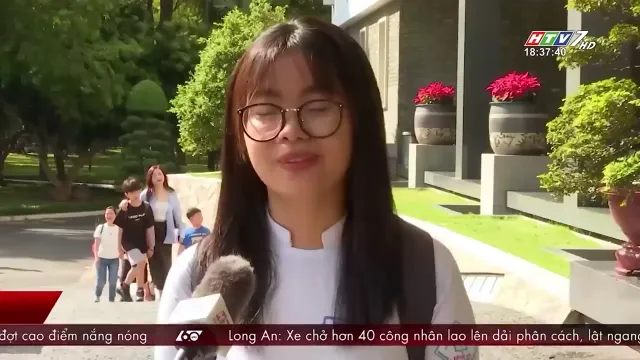 HTV7 HD
18:37:40
đợt cao điểm nắng nóng 60 Long An: Xe chở hơn 40 công nhân lao lên dải phân cách, lật ngang